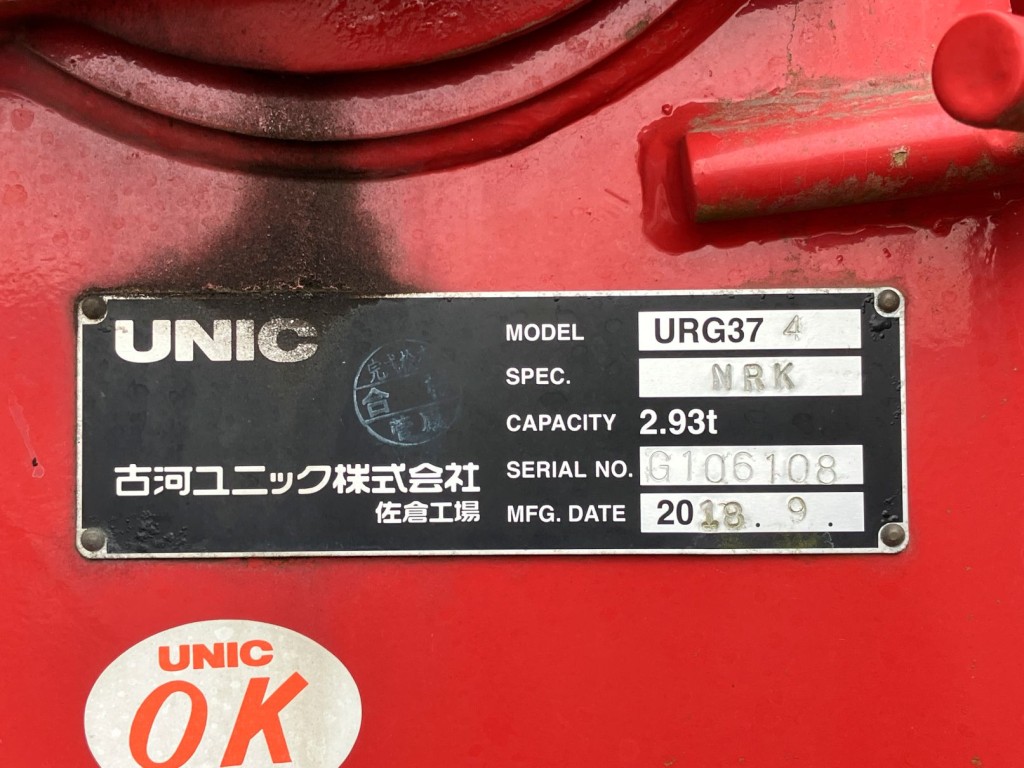 UNIC
MODEL URG37 4
SPEC. NRK
CAPACITY 2.93t
SERIAL NO. G106108
MFG. DATE 2018 . 9 .
合
古河ユニック株式会社
佐倉工場
UNIC
OK